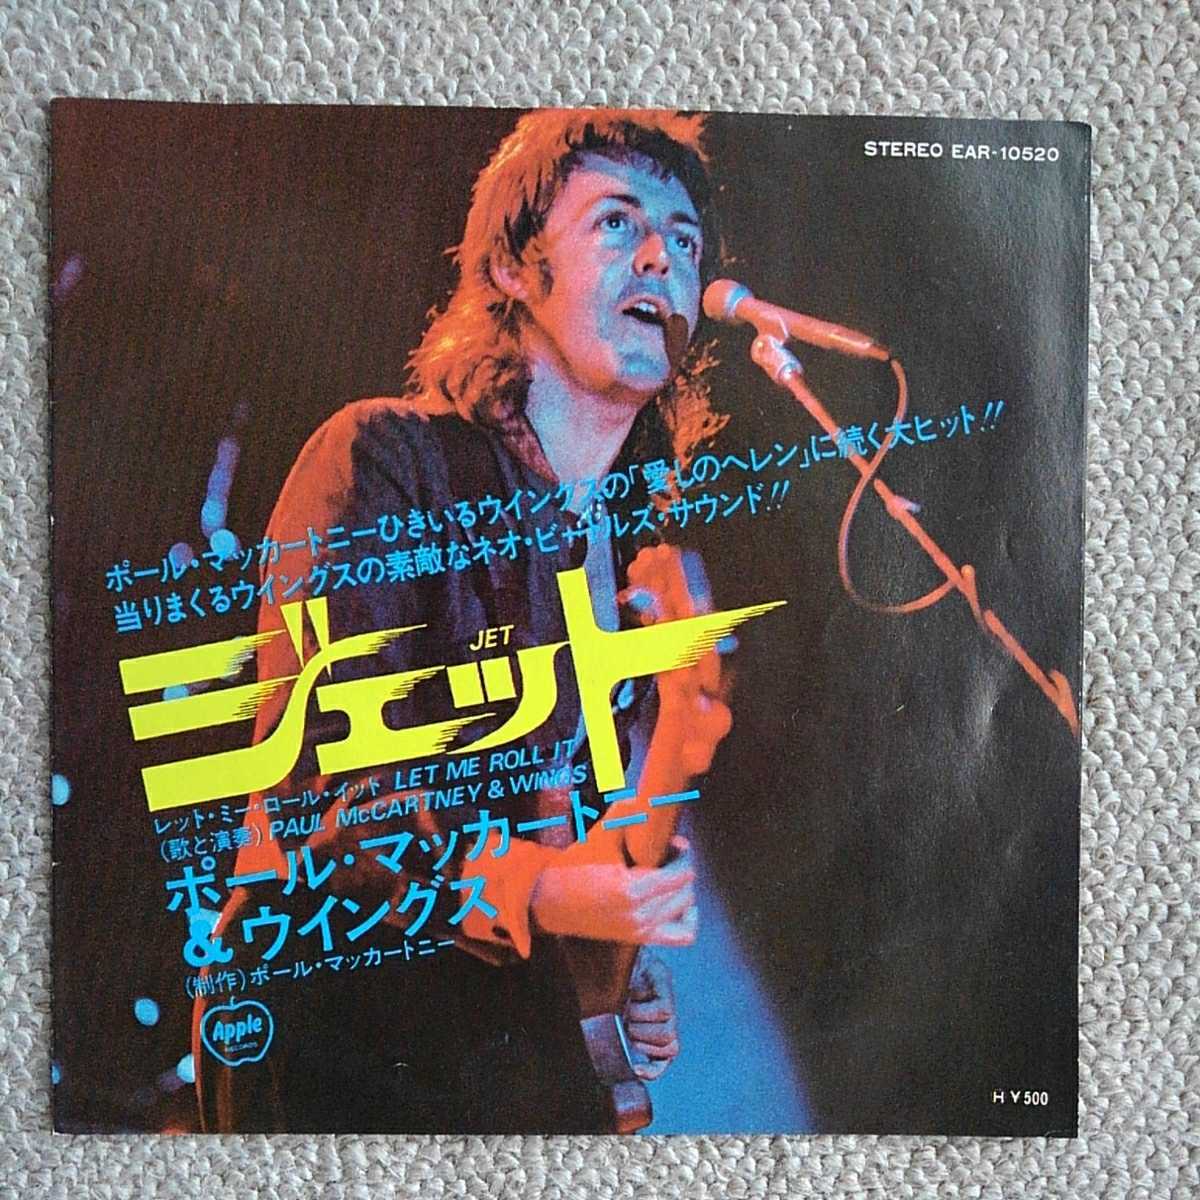 STEREO EAR-10520
ポール・マッカートニーひきいるウイングスの「愛しのヘレン」に続く大ヒット!!
当りまくるウイングスの素敵なネオ・ビートルズ・サウンド!!
JET
ジェット
レット・ミー・ロール・イット LET ME ROLL IT
(歌と演奏) PAUL McCARTNEY & WINGS
ポール・マッカートニー
&ウイングス
(制作) ポール・マッカートニー
Apple
RECORDS
H ¥500